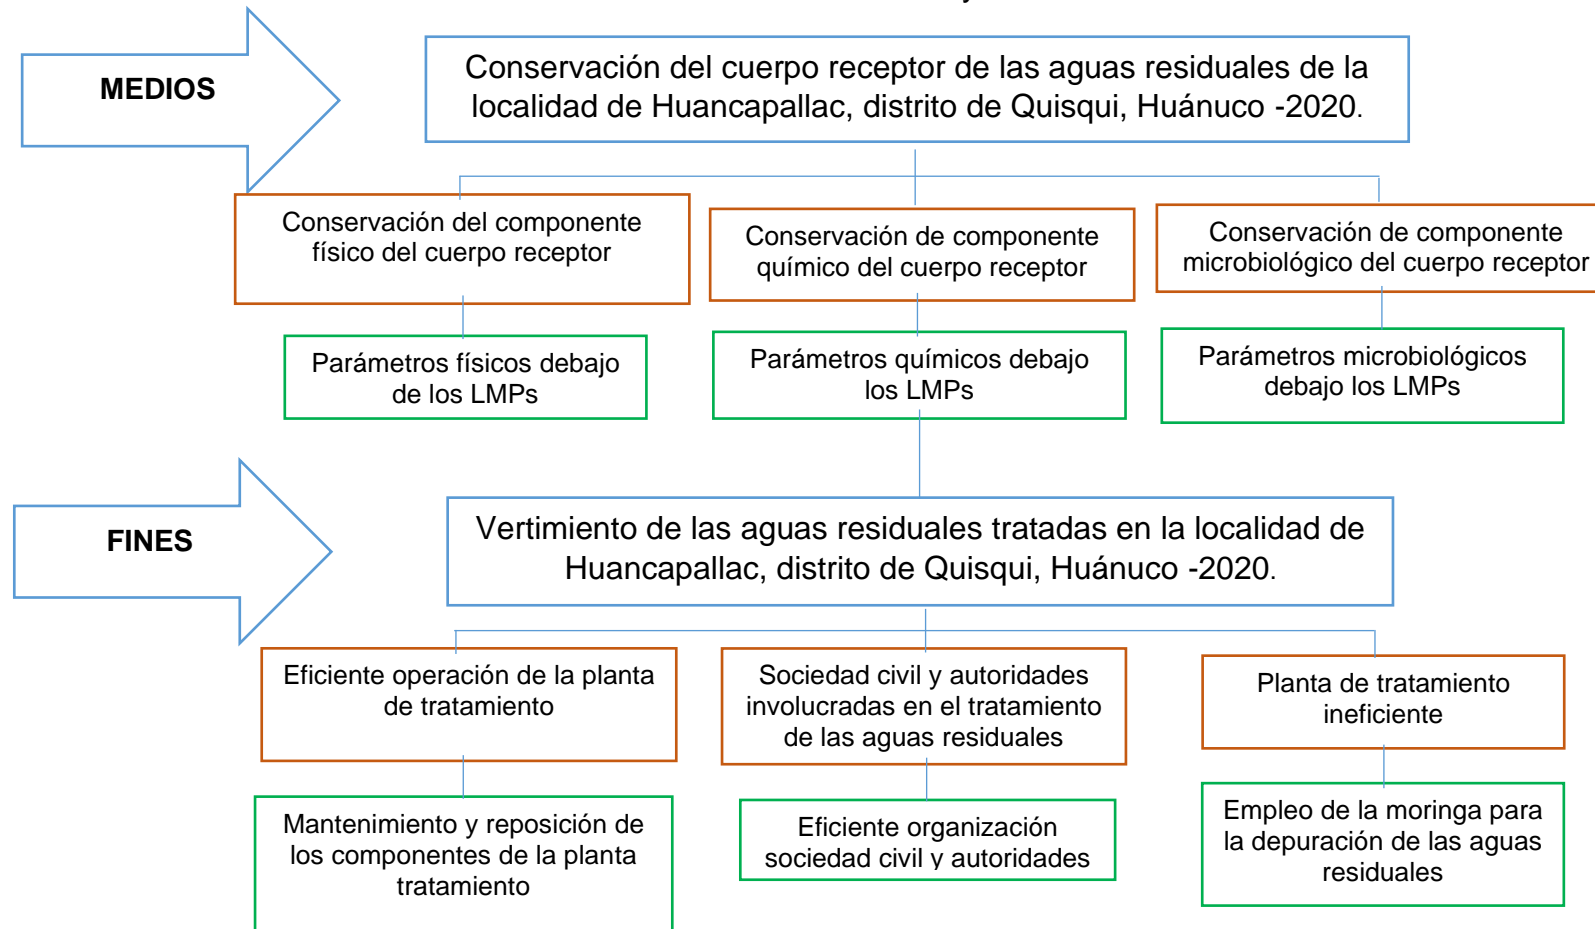 y
MEDIOS
Conservación del cuerpo receptor de las aguas residuales de la
localidad de Huancapallac, distrito de Quisqui, Huánuco -2020.
Conservación del componente
físico del cuerpo receptor
Conservación de componente
químico del cuerpo receptor
Conservación de componente
microbiológico del cuerpo receptor
Parámetros físicos debajo
de los LMPs
Parámetros químicos debajo
los LMPs
Parámetros microbiológicos
debajo los LMPs
FINES
Vertimiento de las aguas residuales tratadas en la localidad de
Huancapallac, distrito de Quisqui, Huánuco -2020.
Eficiente operación de la planta
de tratamiento
Sociedad civil y autoridades
involucradas en el tratamiento
de las aguas residuales
Planta de tratamiento
ineficiente
Mantenimiento y reposición de
los componentes de la planta
tratamiento
Eficiente organización
sociedad civil y autoridades
Empleo de la moringa para
la depuración de las aguas
residuales